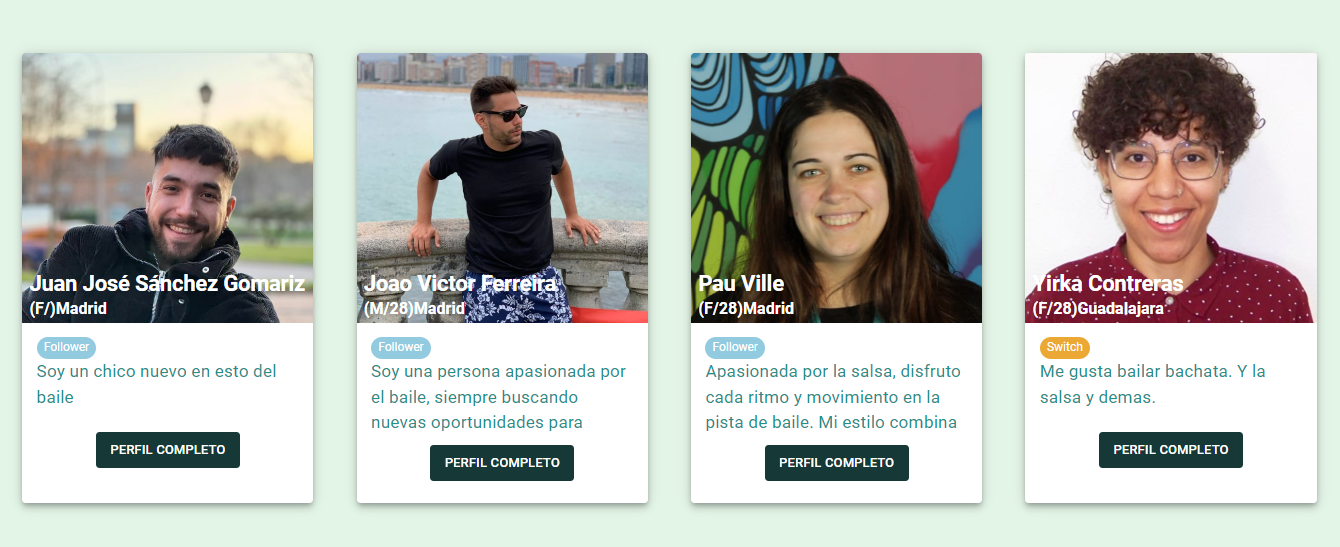 Juan José Sánchez Gomariz
(F/)Madrid
Follower
Soy un chico nuevo en esto del
baile
PERFIL COMPLETO
Joao Victor Ferreira
(M/28)Madrid
Follower
Soy una persona apasionada por
el baile, siempre buscando
nuevas oportunidades para
PERFIL COMPLETO
Pau Ville
(F/28)Madrid
Follower
Apasionada por la salsa, disfruto
cada ritmo y movimiento en la
pista de baile. Mi estilo combina
PERFIL COMPLETO
Yirka Contreras
(F/28)Guadalajara
Switch
Me gusta bailar bachata. Y la
salsa y demas.
PERFIL COMPLETO